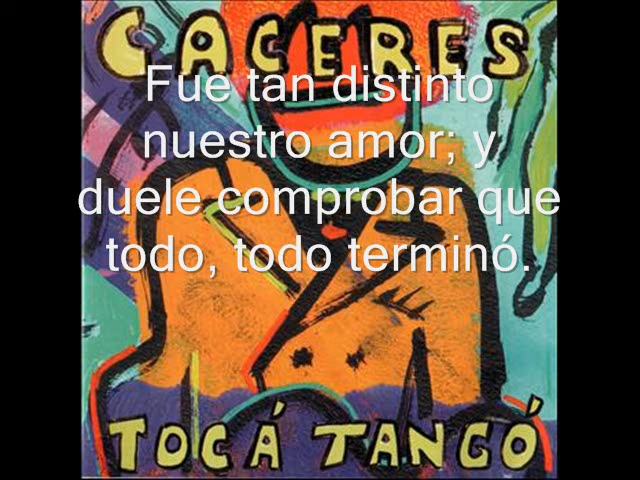 CACERES
Fue tan distinto
nuestro amor; y
duele comprobar que
todo, todo terminó.
TOCÁ TANGÓ